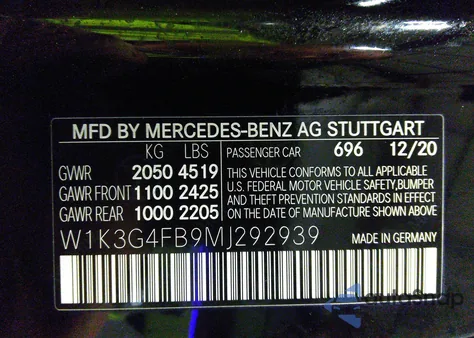 MFD BY MERCEDES-BENZ AG STUTTGART
KG LBS
GVWR 2050 4519
GAWR FRONT 1100 2425
GAWR REAR 1000 2205
PASSENGER CAR 696 12/20
THIS VEHICLE CONFORMS TO ALL APPLICABLE
U.S. FEDERAL MOTOR VEHICLE SAFETY,BUMPER
AND THEFT PREVENTION STANDARDS IN EFFECT
ON THE DATE OF MANUFACTURE SHOWN ABOVE
W1K3G4FB9MJ292939
MADE IN GERMANY
autoSnap